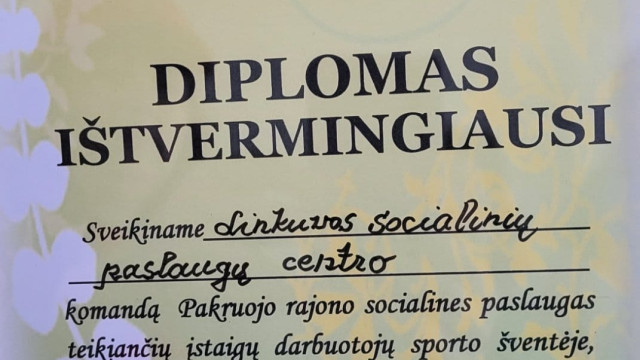 DIPLOMAS
IŠTVERMINGIAUSI
Sveikiname Linkuvos socialinių
paslaugų centro
komandą Pakruojo rajono socialines paslaugas
teikiančių įstaigų darbuotojų sporto šventėje,